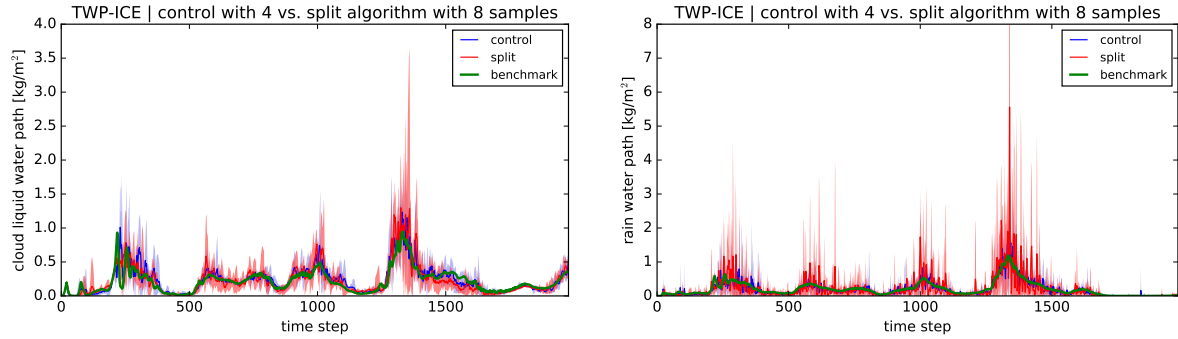 TWP-ICE | control with 4 vs. split algorithm with 8 samples
cloud liquid water path [kg/m²]
4.0
3.5
3.0
2.5
2.0
1.5
1.0
0.5
0.0
0
500
1000
1500
time step
control
split
benchmark
TWP-ICE | control with 4 vs. split algorithm with 8 samples
rain water path [kg/m²]
8
7
6
5
4
3
2
1
0
0
500
1000
1500
time step
control
split
benchmark